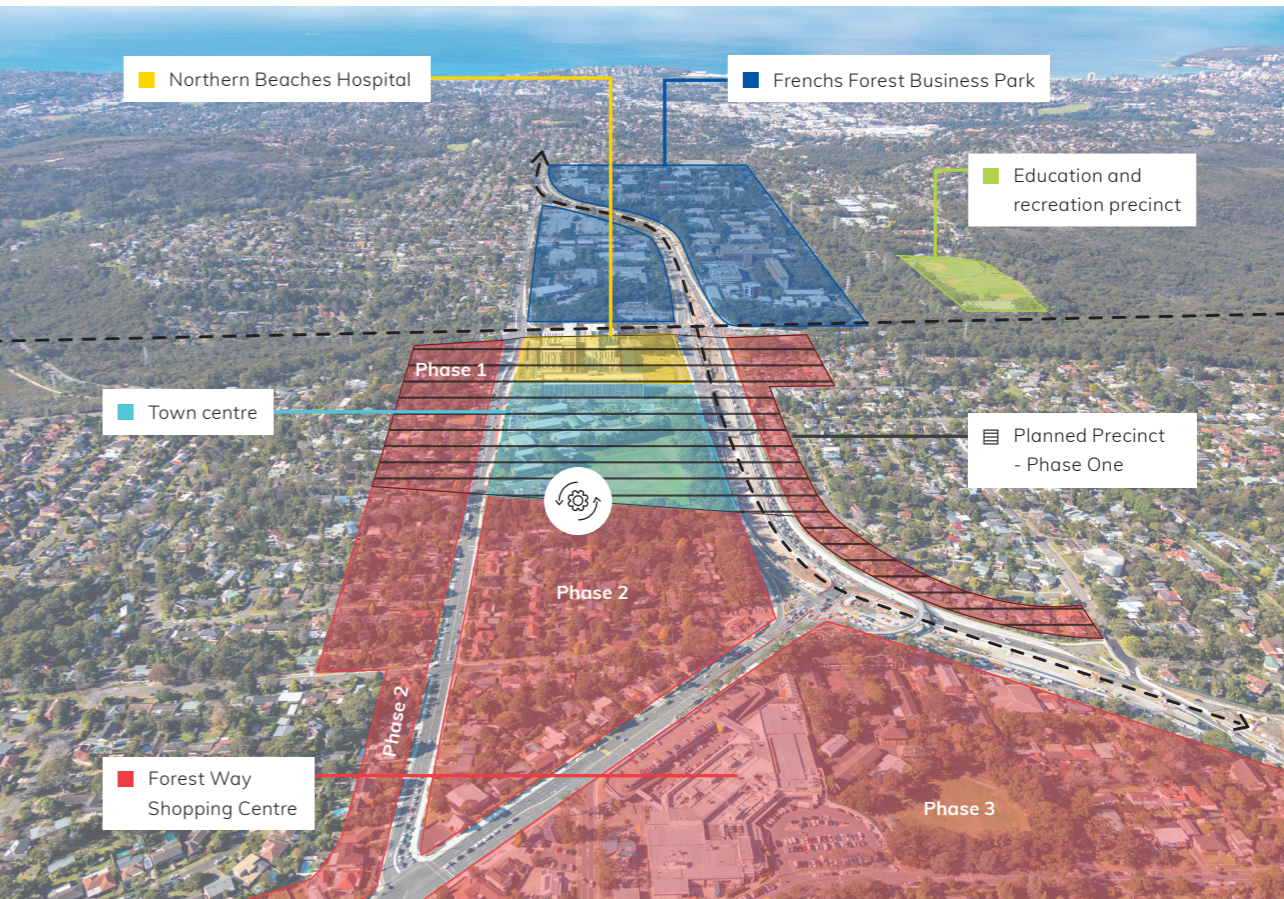 Northern Beaches Hospital
Frenchs Forest Business Park
Education and
recreation precinct
Phase 1
Town centre
Planned Precinct
- Phase One
Phase 2
Phase 2
Forest Way
Shopping Centre
Phase 3